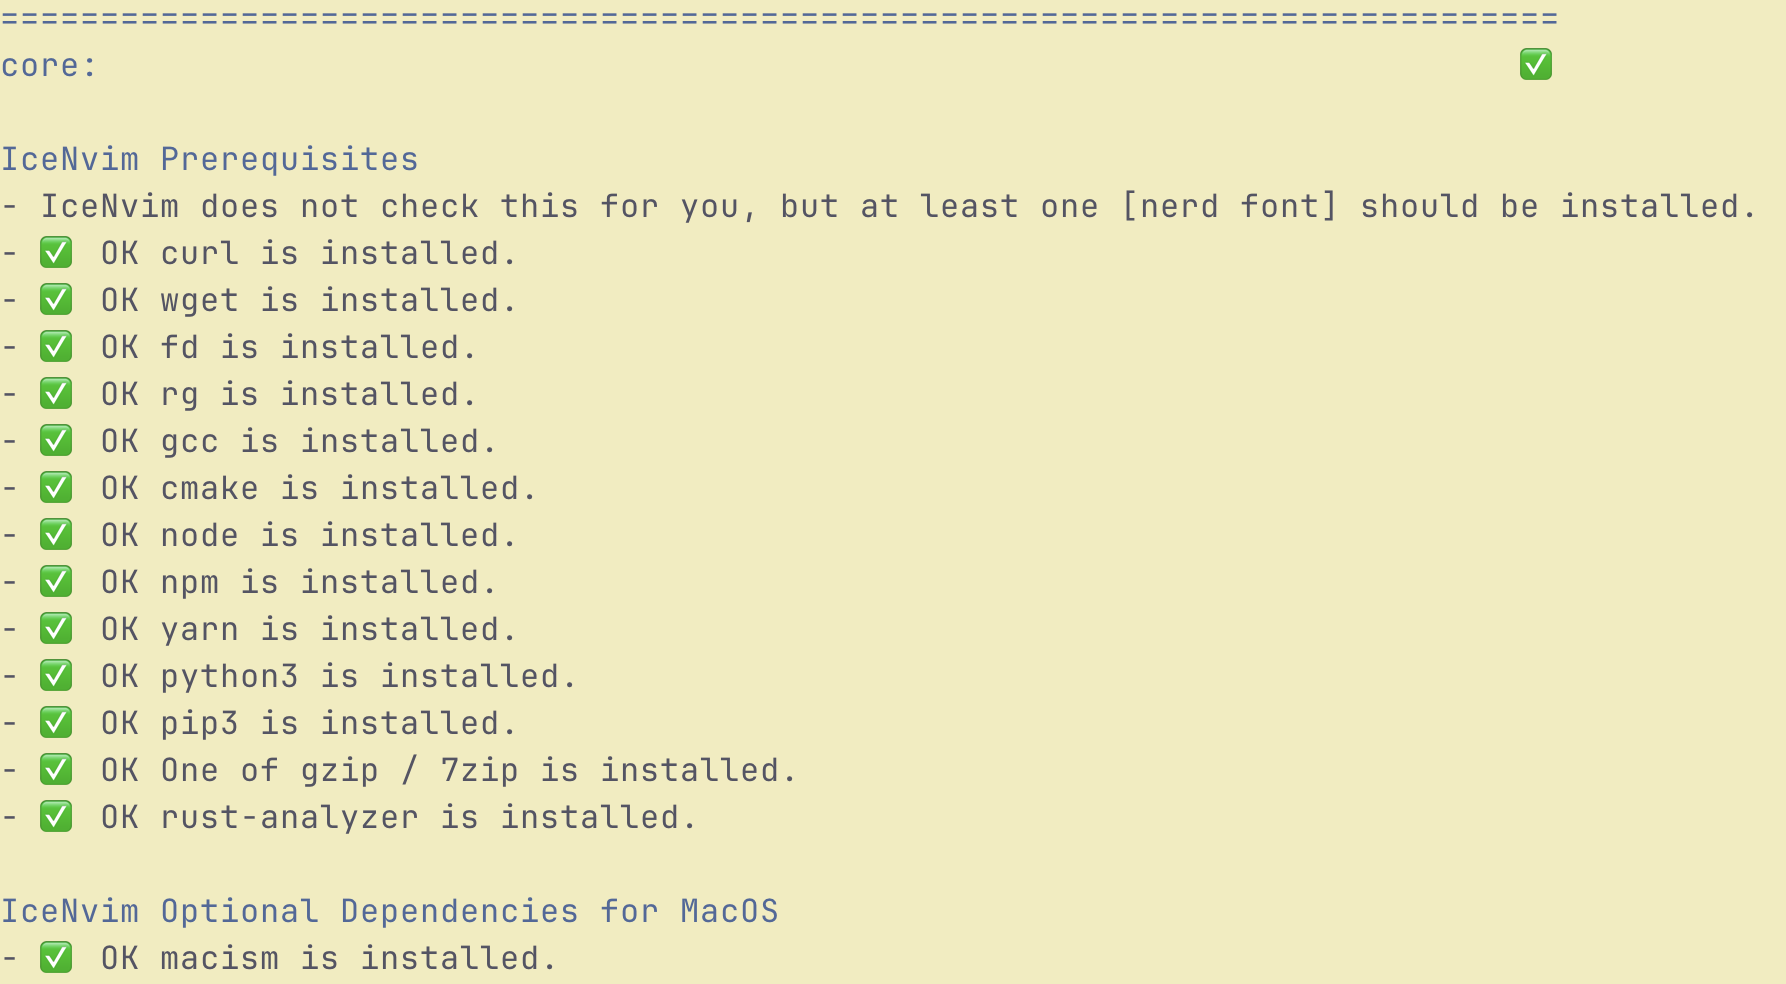 ==============================================================================
core: ✅
IceNvim Prerequisites
- IceNvim does not check this for you, but at least one [nerd font] should be installed.
- ✅ OK curl is installed.
- ✅ OK wget is installed.
- ✅ OK fd is installed.
- ✅ OK rg is installed.
- ✅ OK gcc is installed.
- ✅ OK cmake is installed.
- ✅ OK node is installed.
- ✅ OK npm is installed.
- ✅ OK yarn is installed.
- ✅ OK python3 is installed.
- ✅ OK pip3 is installed.
- ✅ OK One of gzip / 7zip is installed.
- ✅ OK rust-analyzer is installed.
IceNvim Optional Dependencies for MacOS
- ✅ OK macism is installed.